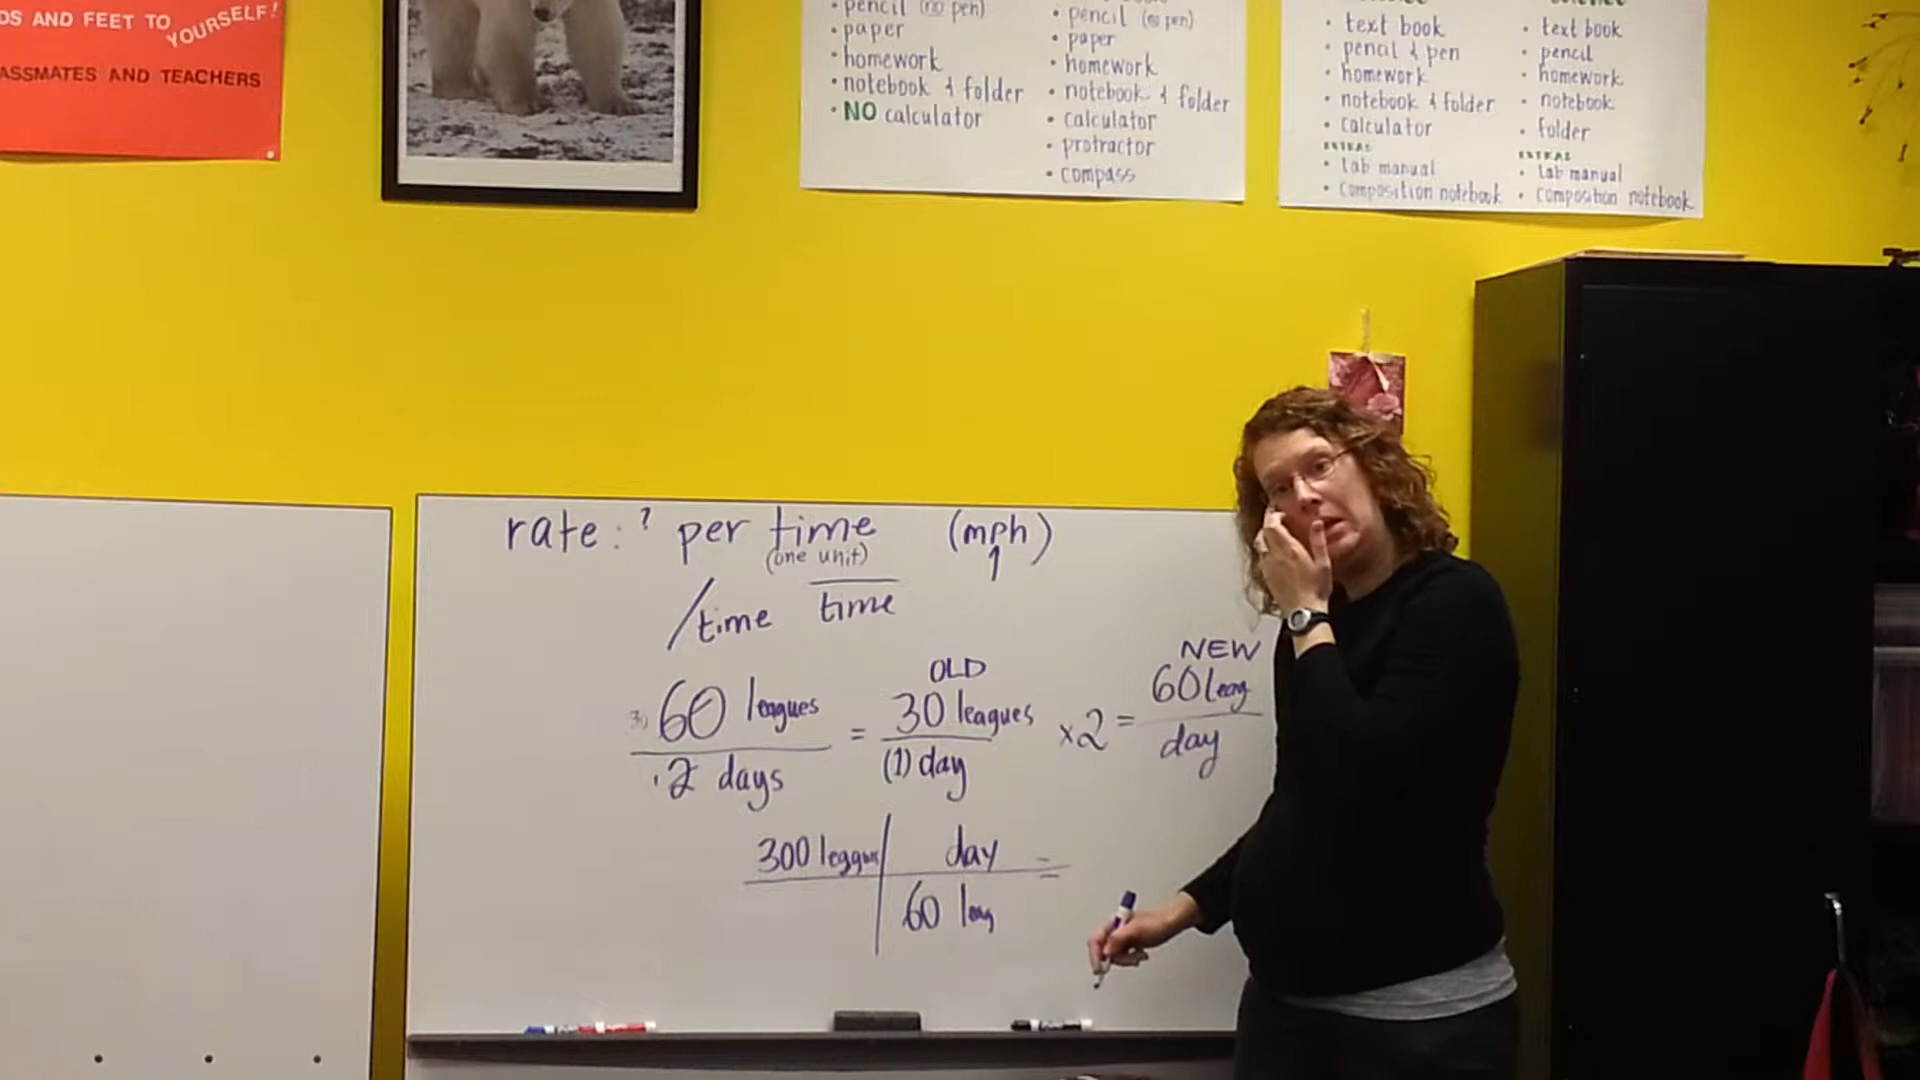 DS AND FEET TO YOURSELF!
ASSMATES AND TEACHERS
• pencil (no pen)
• paper
• homework
• notebook & folder
• NO calculator
• pencil (no pen)
• paper
• homework
• notebook & folder
• calculator
• protractor
• compass
• text book
• pencil & pen
• homework
• notebook & folder
• calculator
EXTRAS
• lab manual
• composition notebook
• text book
• pencil
• homework
• notebook
• folder
EXTRAS
• lab manual
• composition notebook
rate: ? per time (mph)
(one unit)
/time time
OLD
NEW
60 leagues = 30 leagues ×2 = 60 leag
2 days (1) day day
300 leagues day =
60 leag